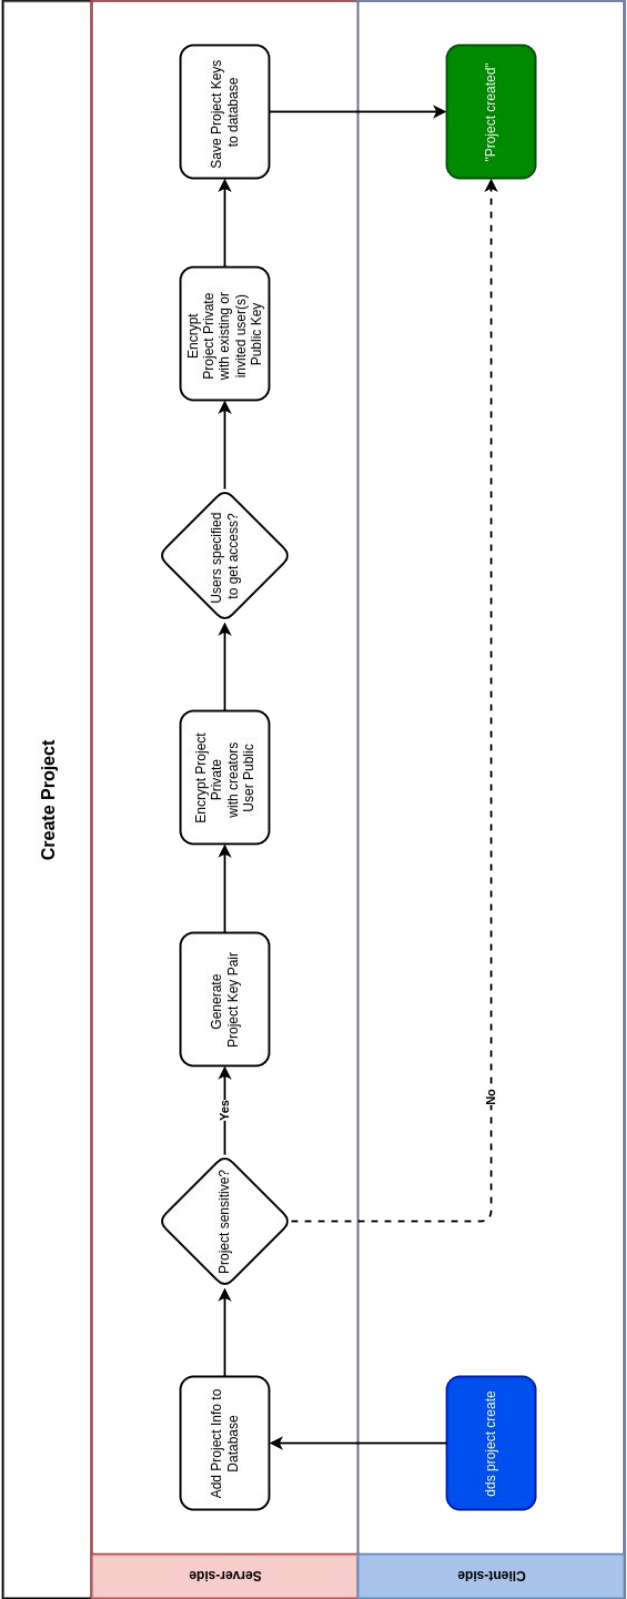 Create Project
Server-side
Client-side
dds project create
Add Project Info to
Database
Project sensitive?
Yes
No
Generate
Project Key Pair
Encrypt Project
Private
with creators
User Public
Users specified
to get access?
Encrypt
Project Private
with existing or
invited user(s)
Public Key
Save Project Keys
to database
"Project created"